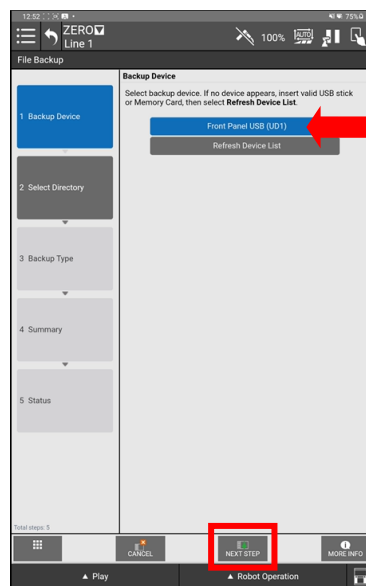 12:52
75%
ZERO
Line 1
100%
AUTO
File Backup
Backup Device
Select backup device. If no device appears, insert valid USB stick
or Memory Card, then select Refresh Device List.
1 Backup Device
Front Panel USB (UD1)
Refresh Device List
2 Select Directory
3 Backup Type
4 Summary
5 Status
Total steps: 5
CANCEL
NEXT STEP
MORE INFO
Play
Robot Operation